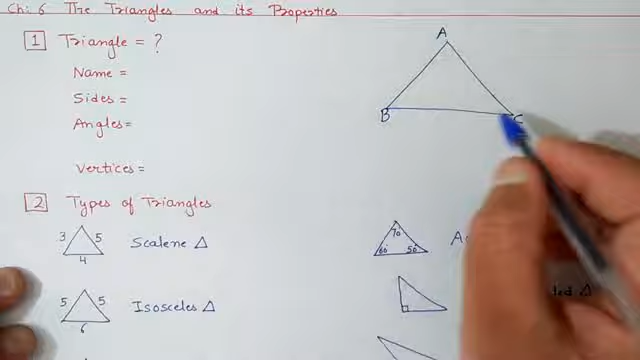 Ch: 6 The Triangles and its Properties
1 Triangle = ?
A
Name =
Sides =
Angles =
B C
Vertices =
2 Types of Triangles
3 5 Scalene Δ
4
70°
60° 50°
5 5 Isosceles Δ
6
Δ